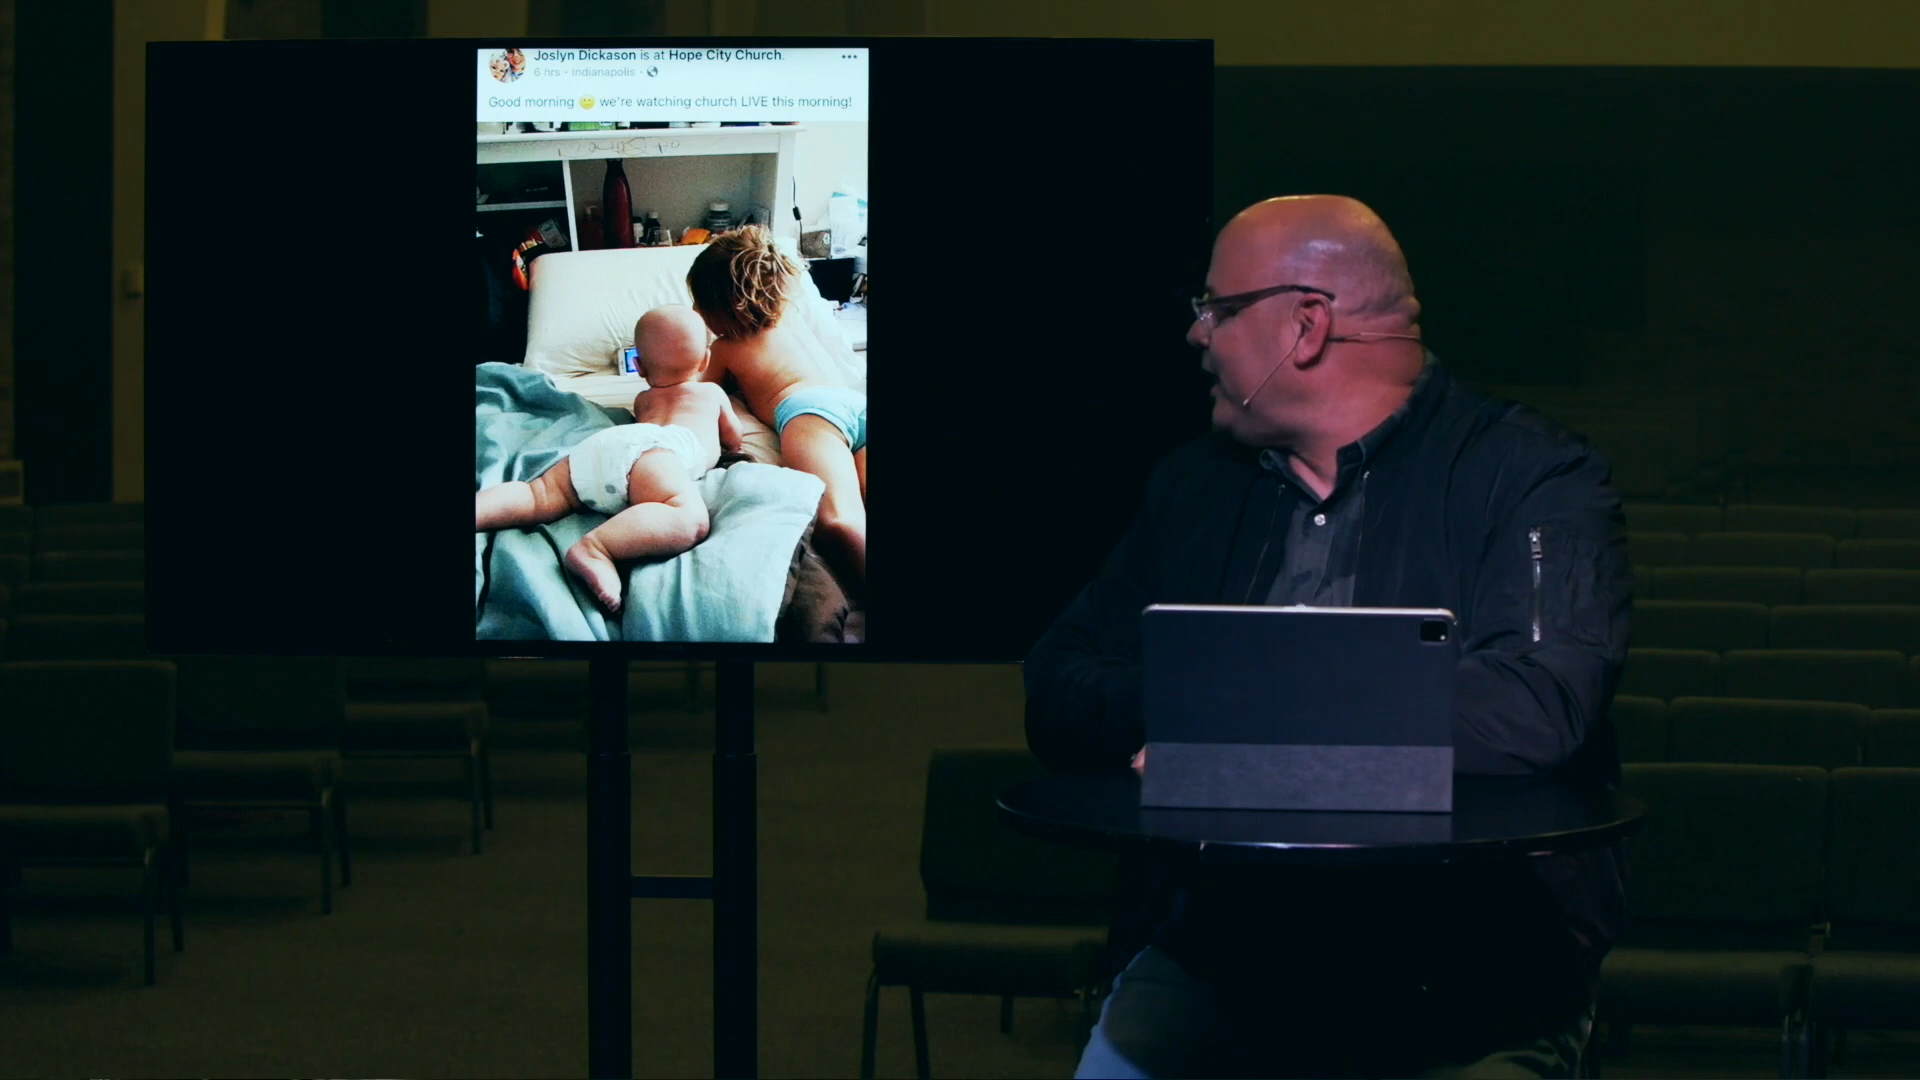 Joslyn Dickason is at Hope City Church.
6 hrs · Indianapolis ·
Good morning 🙂 we're watching church LIVE this morning!